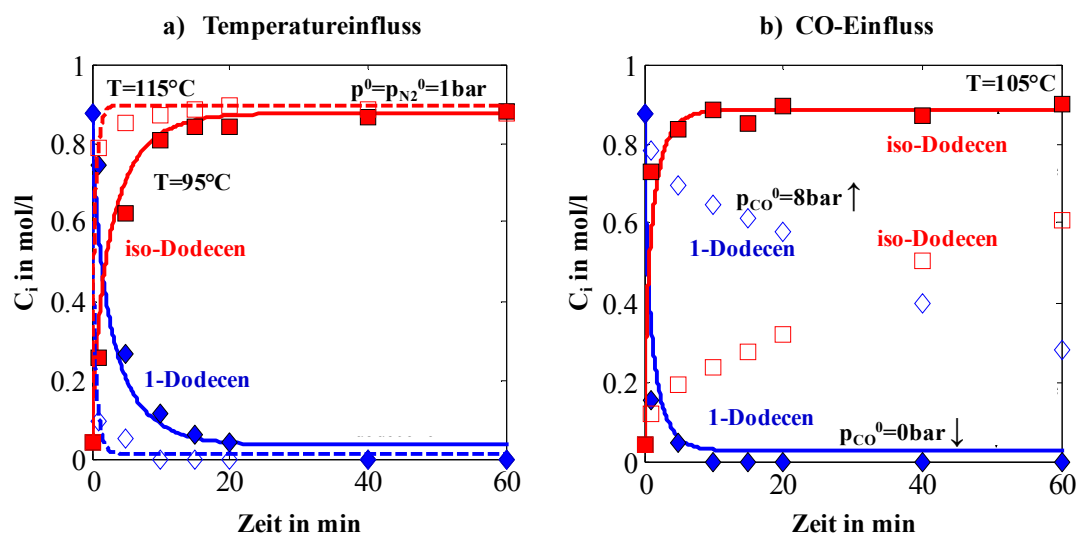 a) Temperatureinfluss
1
T=115°C
p⁰=p_N2⁰=1bar
0.8
T=95°C
0.6
iso-Dodecen
0.4
0.2
1-Dodecen
0
0 20 40 60
Zeit in min
C_i in mol/l
b) CO-Einfluss
1
T=105°C
0.8
iso-Dodecen
p_CO⁰=8bar ↑
0.6
1-Dodecen
iso-Dodecen
0.4
0.2
1-Dodecen
p_CO⁰=0bar ↓
0
0 20 40 60
Zeit in min
C_i in mol/l